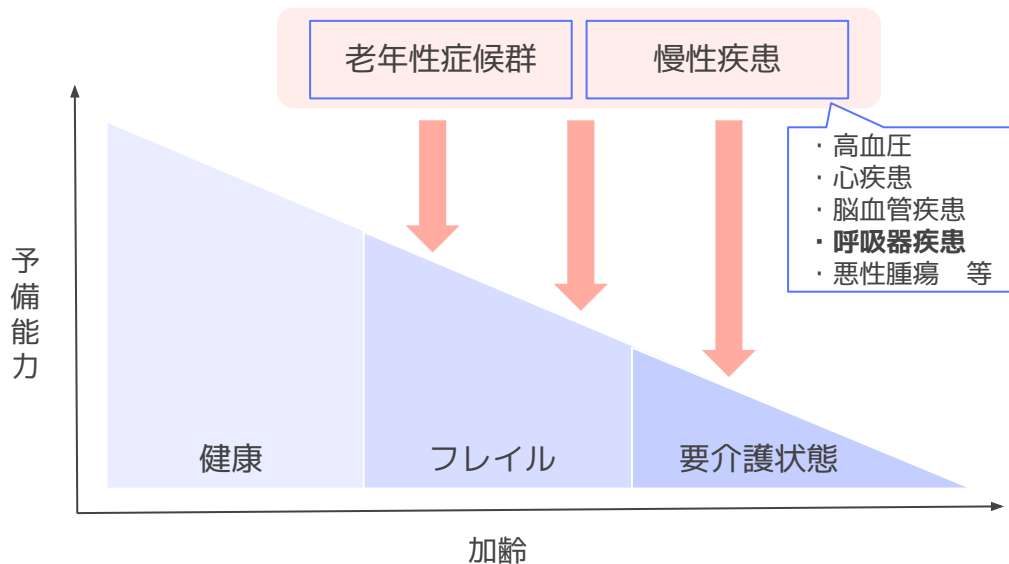 老年性症候群
慢性疾患
・高血圧
・心疾患
・脳血管疾患
・呼吸器疾患
・悪性腫瘍　等
予備能力
健康
フレイル
要介護状態
加齢